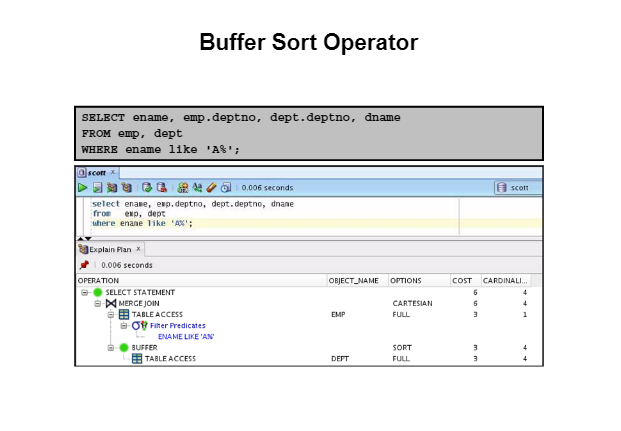 Buffer Sort Operator
SELECT ename, emp.deptno, dept.deptno, dname
FROM emp, dept
WHERE ename like 'A%';
scott
0.006 seconds
scott
select ename, emp.deptno, dept.deptno, dname
from emp, dept
where ename like 'A%';
Explain Plan
0.006 seconds
OPERATION OBJECT_NAME OPTIONS COST CARDINALI...
SELECT STATEMENT 6 4
MERGE JOIN CARTESIAN 6 4
TABLE ACCESS EMP FULL 3 1
Filter Predicates
ENAME LIKE 'A%'
BUFFER SORT 3 4
TABLE ACCESS DEPT FULL 3 4